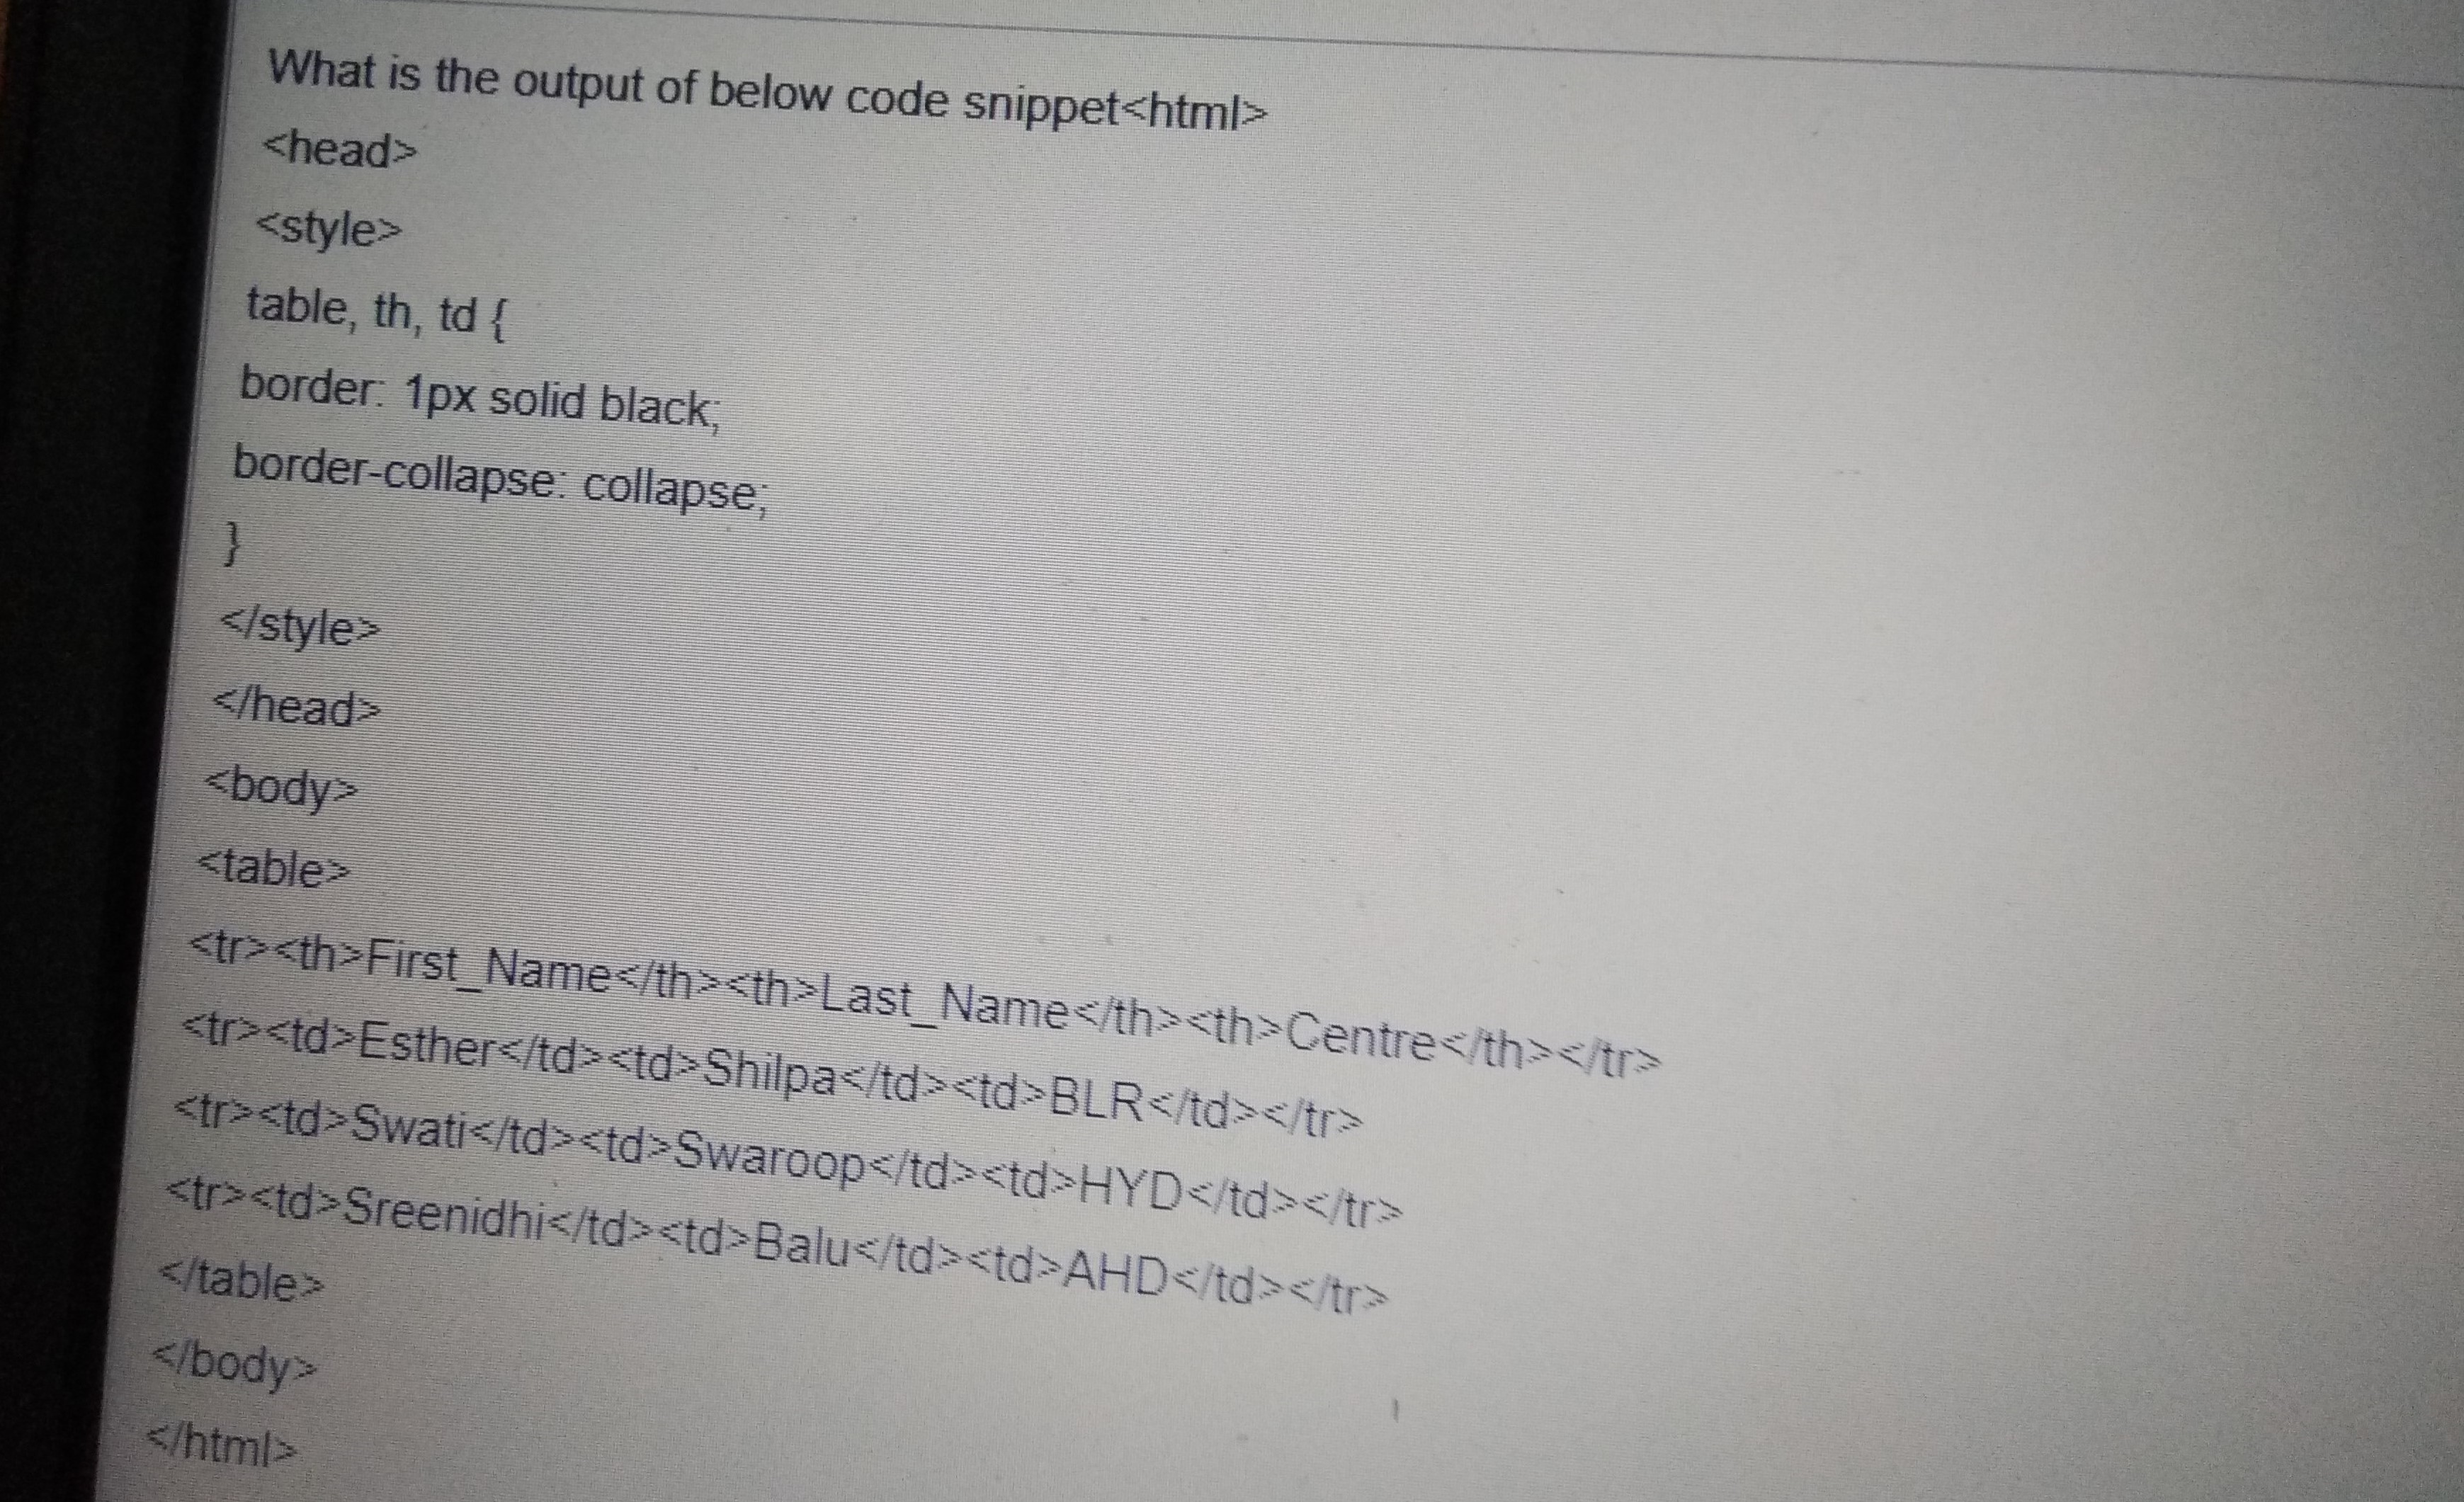 What is the output of below code snippet<html>
<head>
<style>
table, th, td {
border: 1px solid black;
border-collapse: collapse;
}
</style>
</head>
<body>
<table>
<tr><th>First_Name</th><th>Last_Name</th><th>Centre</th></tr>
<tr><td>Esther</td><td>Shilpa</td><td>BLR</td></tr>
<tr><td>Swati</td><td>Swaroop</td><td>HYD</td></tr>
<tr><td>Sreenidhi</td><td>Balu</td><td>AHD</td></tr>
</table>
</body>
</html>